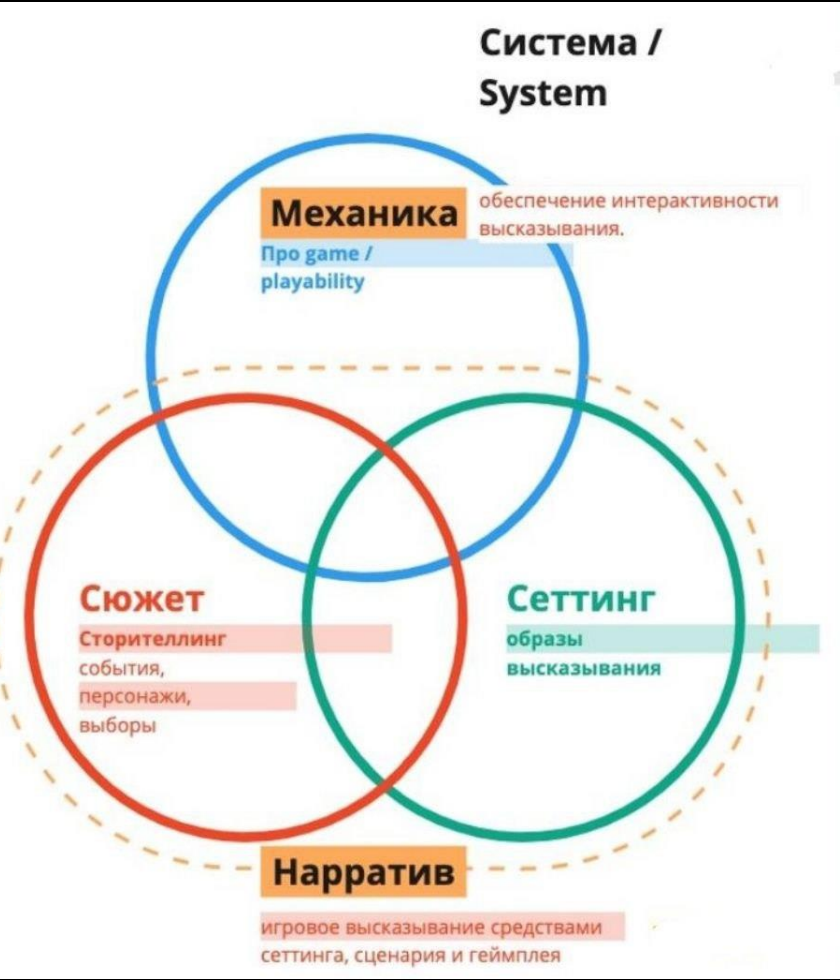 Система /
System
Механика
обеспечение интерактивности
высказывания.
Про game /
playability
Сюжет
Сторителлинг
события,
персонажи,
выборы
Сеттинг
образы
высказывания
Нарратив
игровое высказывание средствами
сеттинга, сценария и геймплея